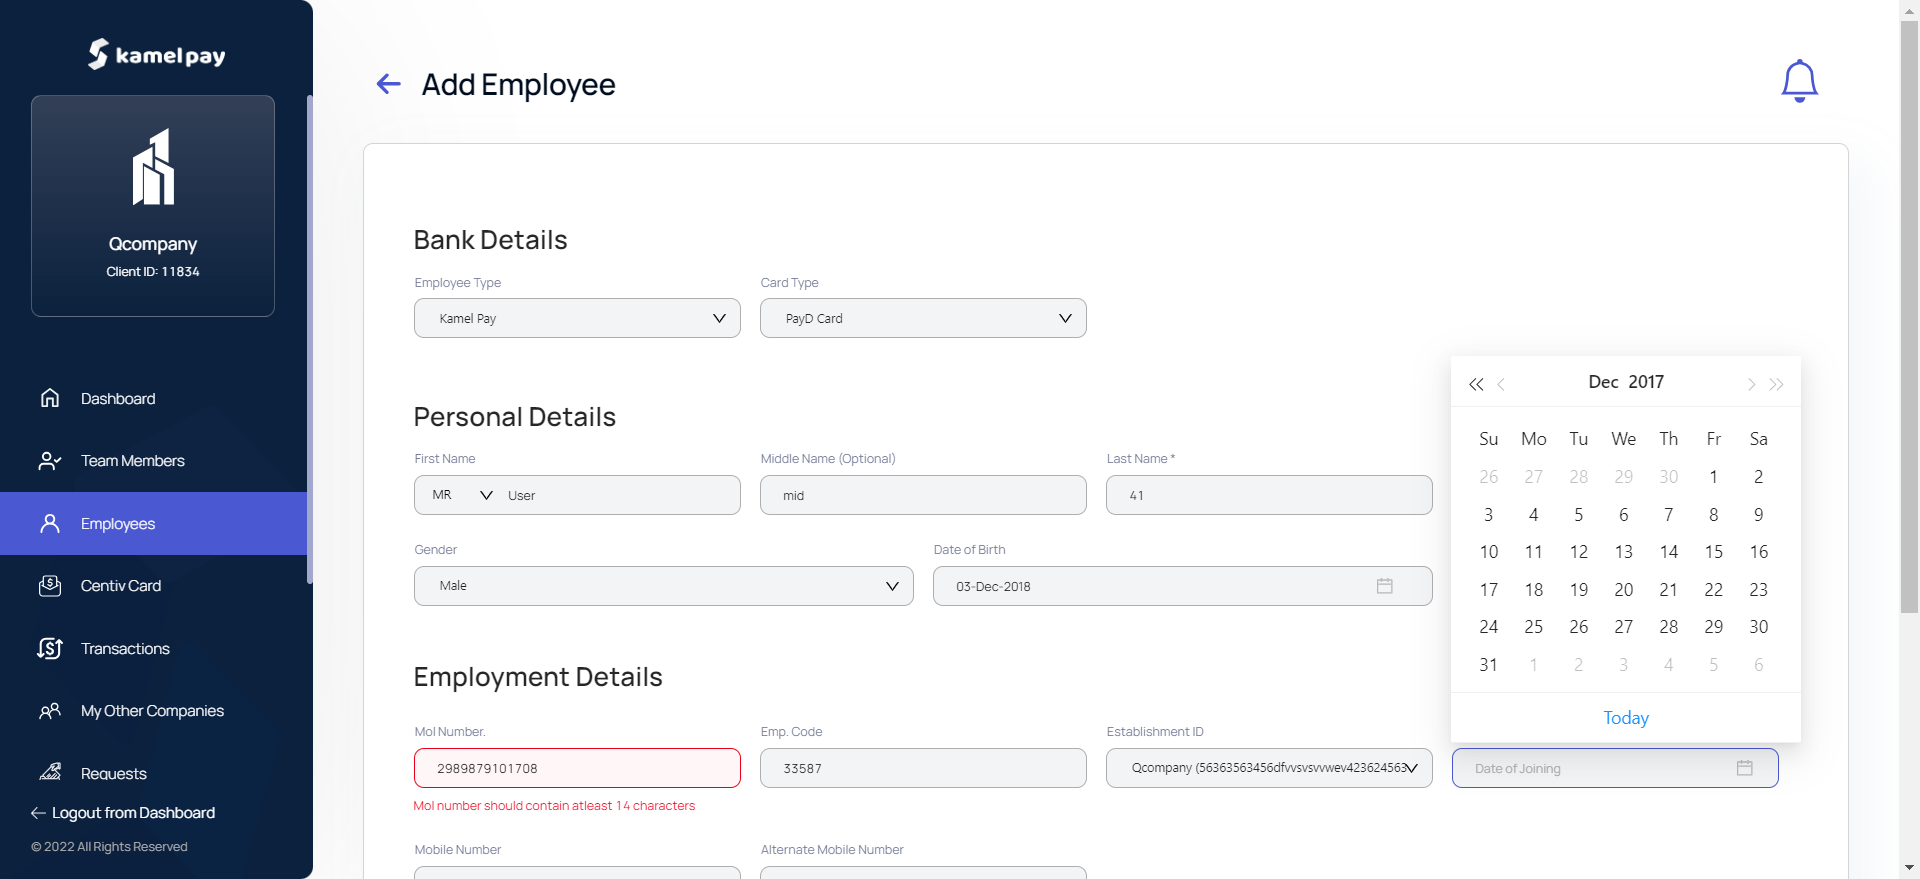 kamelpay
Qcompany
Client ID: 11834
Dashboard
Team Members
Employees
Centiv Card
Transactions
My Other Companies
Requests
Logout from Dashboard
© 2022 All Rights Reserved
Add Employee
Bank Details
Employee Type
Card Type
Kamel Pay
PayD Card
Personal Details
First Name
Middle Name (Optional)
Last Name *
MR
User
mid
41
Gender
Date of Birth
Male
03-Dec-2018
Employment Details
Mol Number.
Emp. Code
Establishment ID
2989879101708
33587
Qcompany (56363563456dfvvsvsvvwev423624563
Date of Joining
Mol number should contain atleast 14 characters
Mobile Number
Alternate Mobile Number
Dec 2017
Su Mo Tu We Th Fr Sa
26 27 28 29 30 1 2
3 4 5 6 7 8 9
10 11 12 13 14 15 16
17 18 19 20 21 22 23
24 25 26 27 28 29 30
31 1 2 3 4 5 6
Today